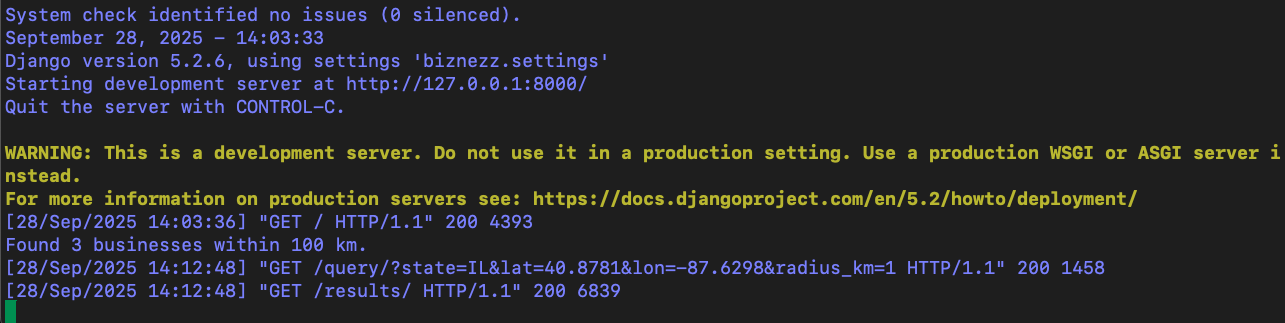 System check identified no issues (0 silenced).
September 28, 2025 - 14:03:33
Django version 5.2.6, using settings 'biznezz.settings'
Starting development server at http://127.0.0.1:8000/
Quit the server with CONTROL-C.
WARNING: This is a development server. Do not use it in a production setting. Use a production WSGI or ASGI server i
nstead.
For more information on production servers see: https://docs.djangoproject.com/en/5.2/howto/deployment/
[28/Sep/2025 14:03:36] "GET / HTTP/1.1" 200 4393
Found 3 businesses within 100 km.
[28/Sep/2025 14:12:48] "GET /query/?state=IL&lat=40.8781&lon=-87.6298&radius_km=1 HTTP/1.1" 200 1458
[28/Sep/2025 14:12:48] "GET /results/ HTTP/1.1" 200 6839